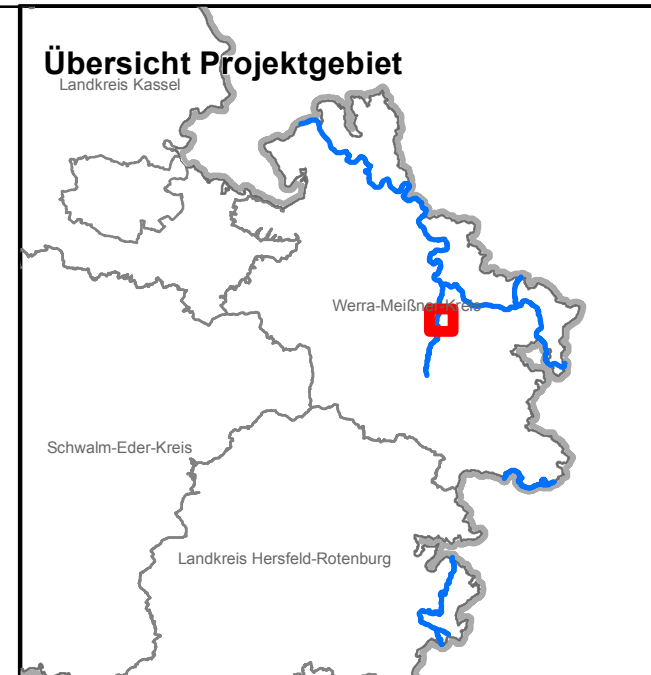 Übersicht Projektgebiet
Landkreis Kassel
Werra-Meißner-Kreis
Schwalm-Eder-Kreis
Landkreis Hersfeld-Rotenburg